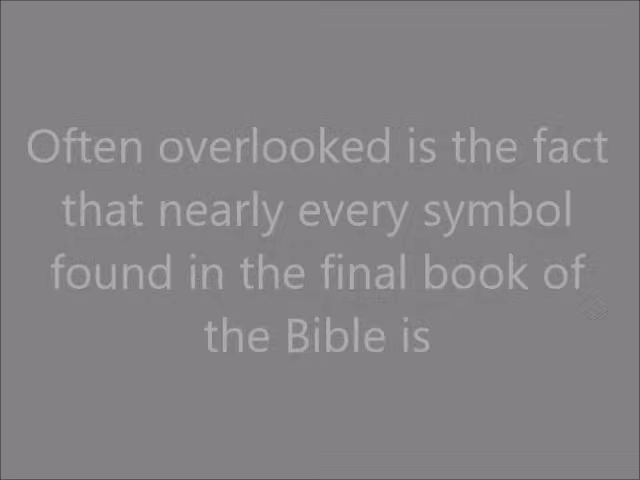 Often overlooked is the fact
that nearly every symbol
found in the final book of
the Bible is